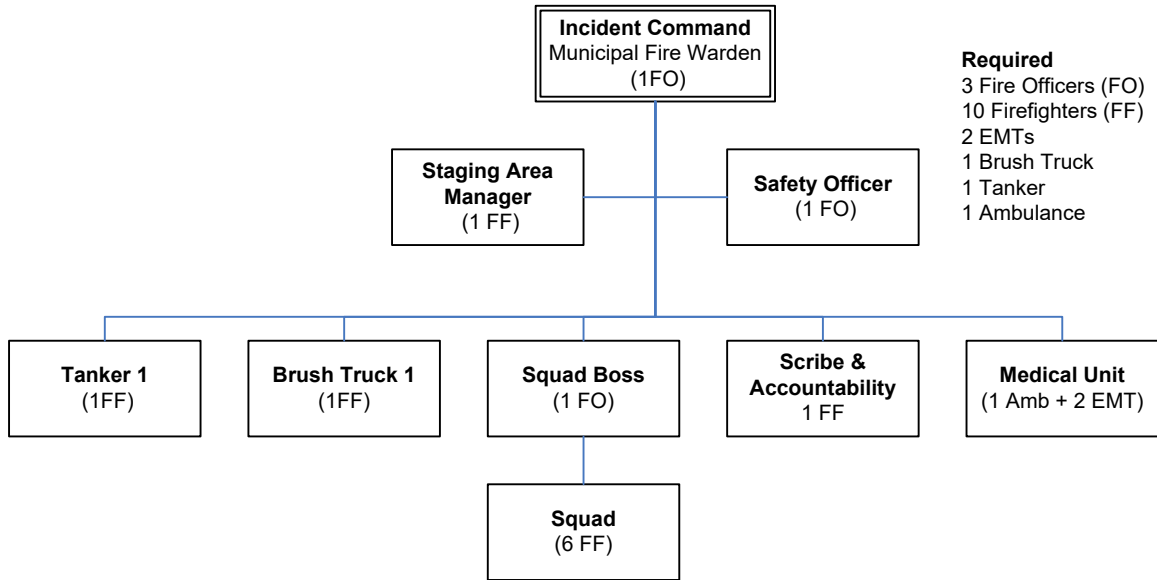 Incident Command
Municipal Fire Warden
(1FO)
Required
3 Fire Officers (FO)
10 Firefighters (FF)
2 EMTs
1 Brush Truck
1 Tanker
1 Ambulance
Staging Area
Manager
(1 FF)
Safety Officer
(1 FO)
Tanker 1
(1FF)
Brush Truck 1
(1FF)
Squad Boss
(1 FO)
Scribe &
Accountability
1 FF
Medical Unit
(1 Amb + 2 EMT)
Squad
(6 FF)